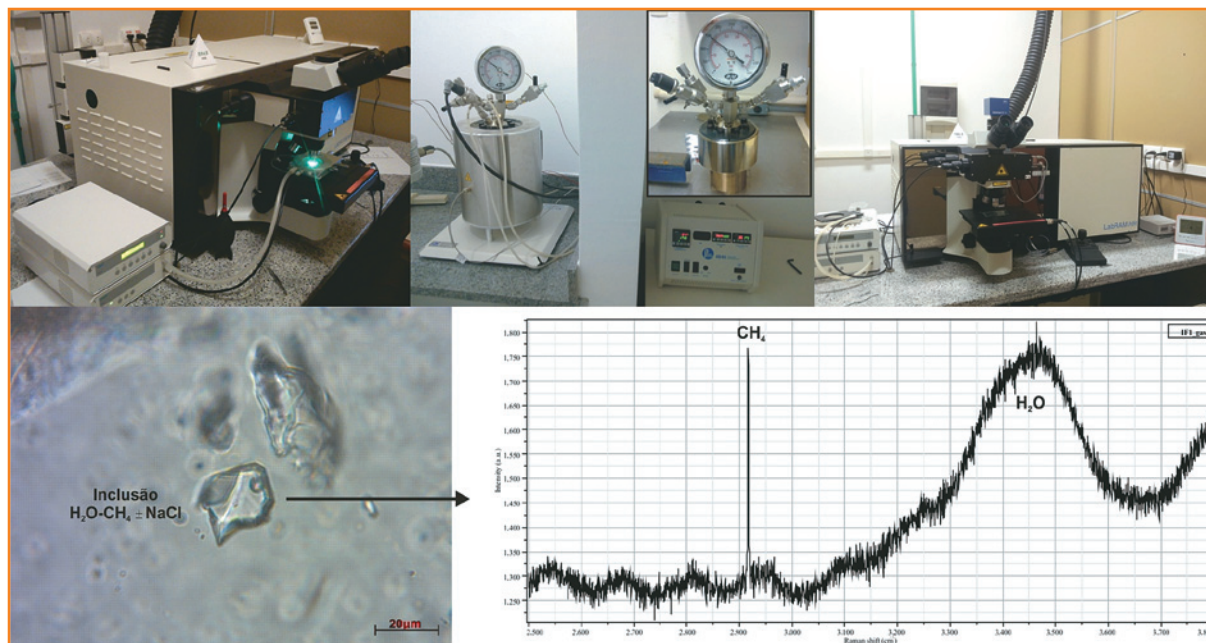 LabRAM
Inclusão
H₂O-CH₄ ± NaCl
20µm
CH₄
H₂O
IF1_gas
Intensity (a.u.)
1,800
1,750
1,700
1,650
1,600
1,550
1,500
1,450
1,400
1,350
1,300
1,250
2.500 2.600 2.700 2.800 2.900 3.000 3.100 3.200 3.300 3.400 3.500 3.600 3.700
Raman shift (cm)